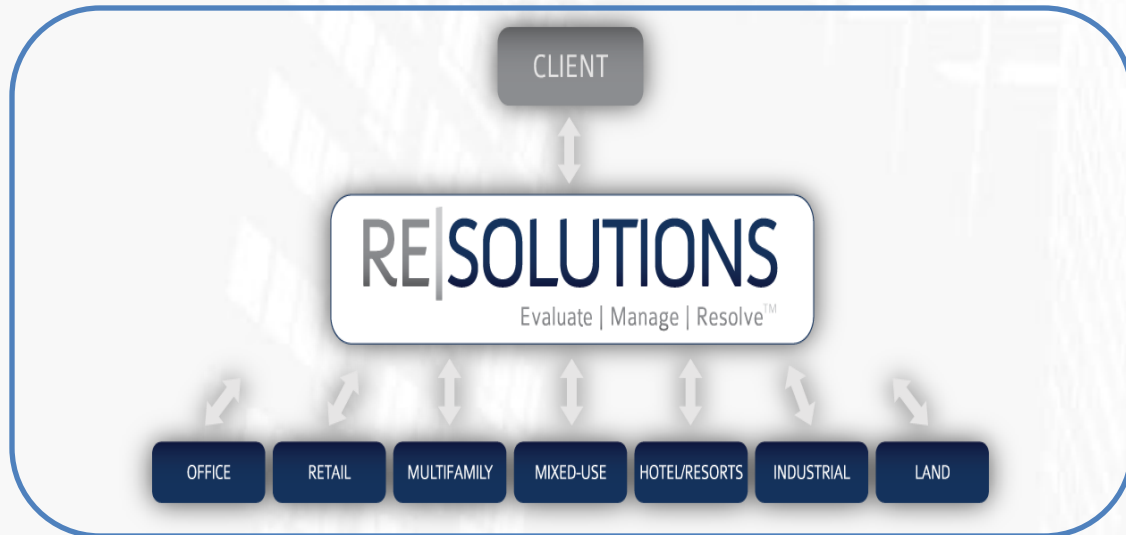 CLIENT
RE|SOLUTIONS
Evaluate | Manage | Resolve™
OFFICE RETAIL MULTIFAMILY MIXED-USE HOTEL/RESORTS INDUSTRIAL LAND